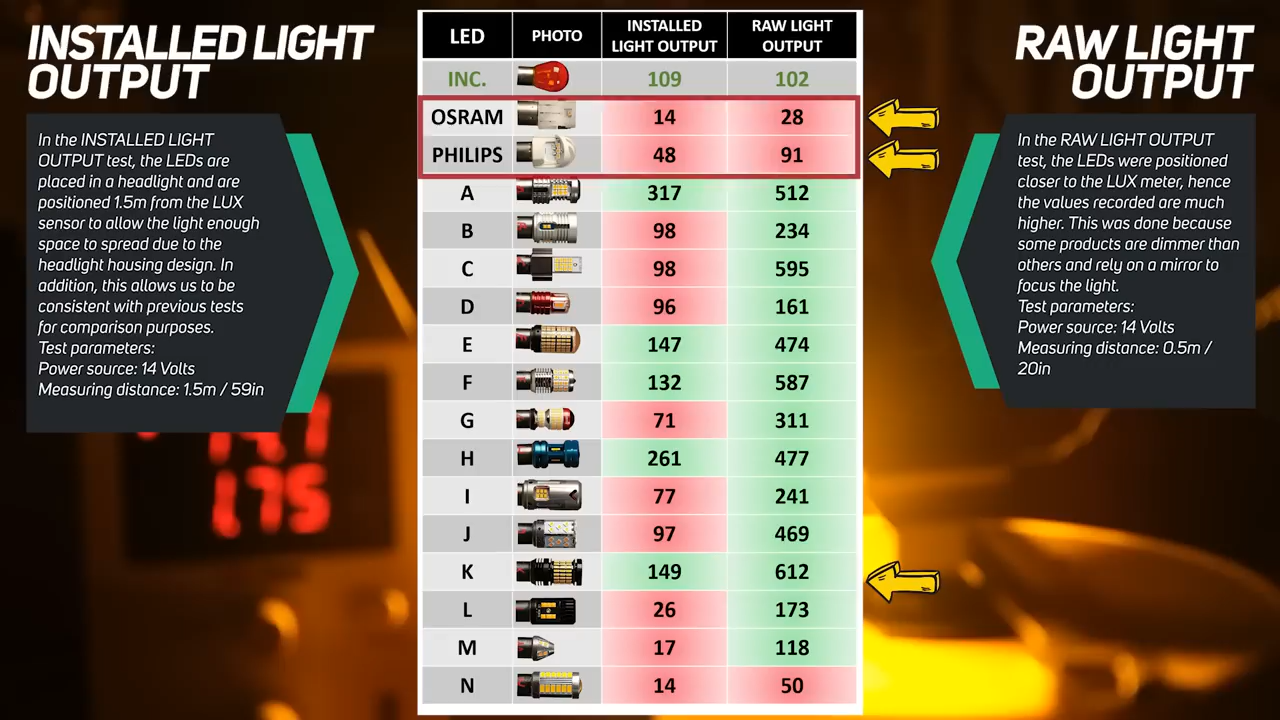 INSTALLED LIGHT
OUTPUT
In the INSTALLED LIGHT
OUTPUT test, the LEDs are
placed in a headlight and are
positioned 1.5m from the LUX
sensor to allow the light enough
space to spread due to the
headlight housing design. In
addition, this allows us to be
consistent with previous tests
for comparison purposes.
Test parameters:
Power source: 14 Volts
Measuring distance: 1.5m / 59in
LED PHOTO INSTALLED LIGHT OUTPUT RAW LIGHT OUTPUT
INC. 109 102
OSRAM 14 28
PHILIPS 48 91
A 317 512
B 98 234
C 98 595
D 96 161
E 147 474
F 132 587
G 71 311
H 261 477
I 77 241
J 97 469
K 149 612
L 26 173
M 17 118
N 14 50
RAW LIGHT
OUTPUT
In the RAW LIGHT OUTPUT
test, the LEDs were positioned
closer to the LUX meter, hence
the values recorded are much
higher. This was done because
some products are dimmer than
others and rely on a mirror to
focus the light.
Test parameters:
Power source: 14 Volts
Measuring distance: 0.5m /
20in
175